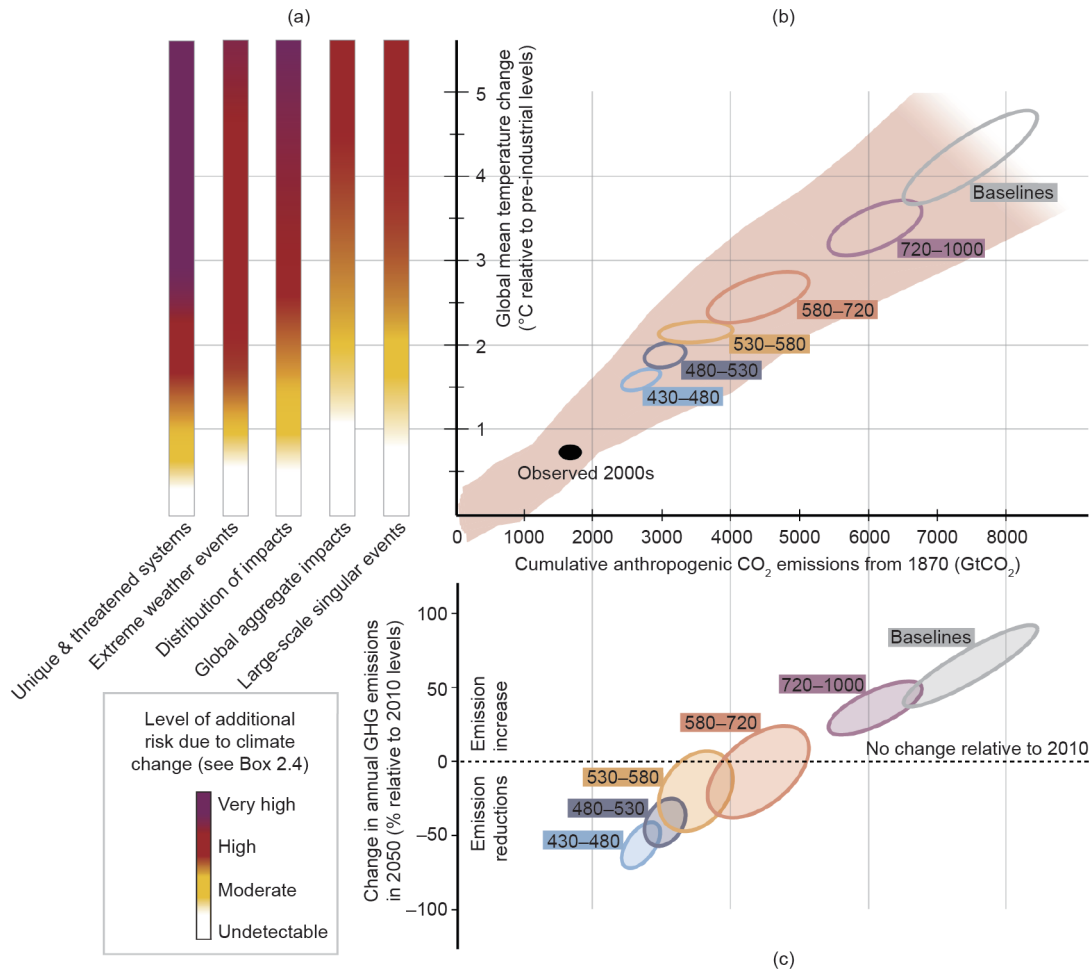 (a)
(b)
Global mean temperature change
(°C relative to pre-industrial levels)
5
4
3
2
1
Baselines
720–1000
580–720
530–580
480–530
430–480
Observed 2000s
0
1000
2000
3000
4000
5000
6000
7000
8000
Cumulative anthropogenic CO₂ emissions from 1870 (GtCO₂)
Unique & threatened systems
Extreme weather events
Distribution of impacts
Global aggregate impacts
Large-scale singular events
Level of additional
risk due to climate
change (see Box 2.4)
Very high
High
Moderate
Undetectable
Change in annual GHG emissions
in 2050 (% relative to 2010 levels)
100
50
0
–50
–100
Emission
increase
Emission
reductions
Baselines
720–1000
580–720
No change relative to 2010
530–580
480–530
430–480
(c)